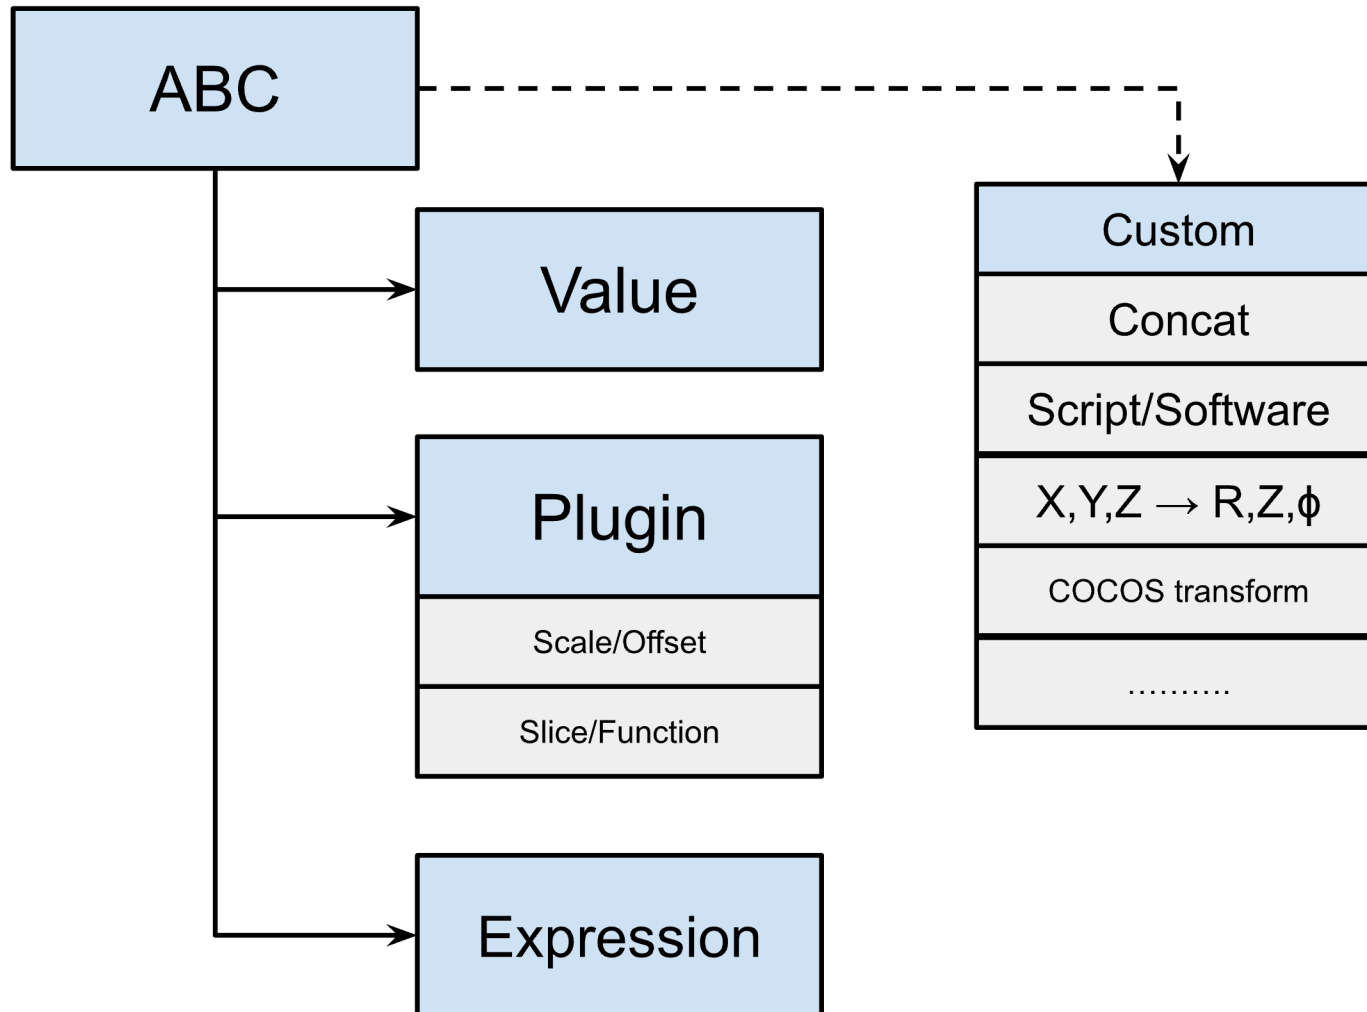 ABC
Value
Plugin
Scale/Offset
Slice/Function
Expression
Custom
Concat
Script/Software
X,Y,Z → R,Z,ϕ
COCOS transform
..........